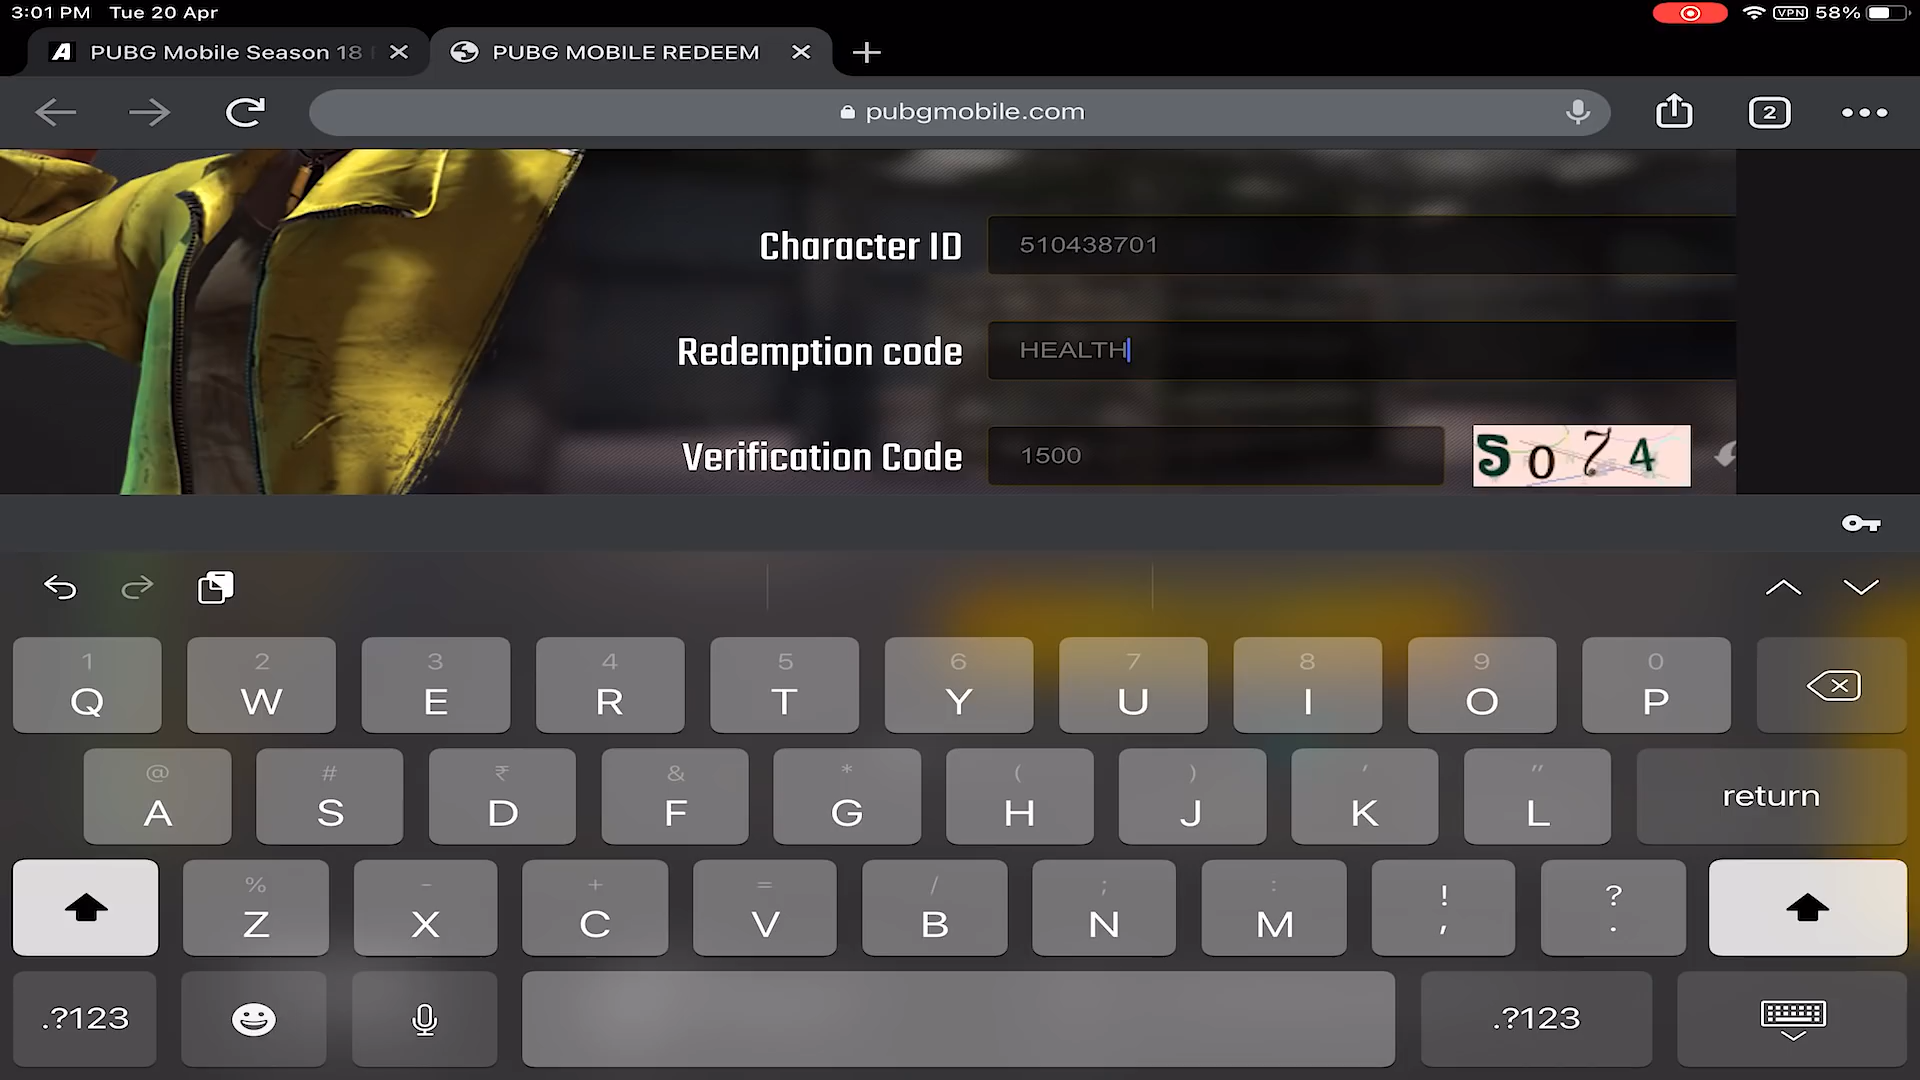 3:01 PM Tue 20 Apr
VPN 58%
PUBG Mobile Season 18
PUBG MOBILE REDEEM
pubgmobile.com
2
Character ID 510438701
Redemption code HEALTH
Verification Code 1500 So74
1 2 3 4 5 6 7 8 9 0
Q W E R T Y U I O P
@ # ₹ & * ( ) ' "
A S D F G H J K L return
% - + = / ; : ! ?
Z X C V B N M , .
.?123 .?123